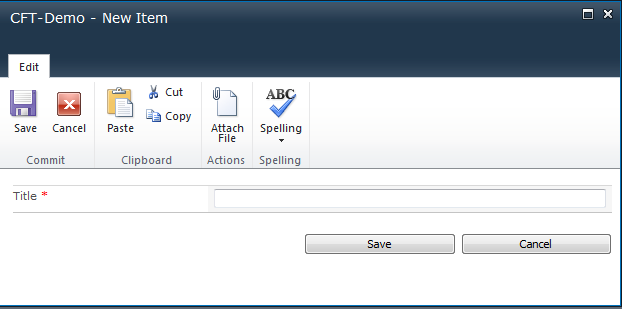 CFT-Demo - New Item
Edit
Save Cancel Paste Cut Copy Attach File ABC Spelling
Commit Clipboard Actions Spelling
Title *
Save Cancel